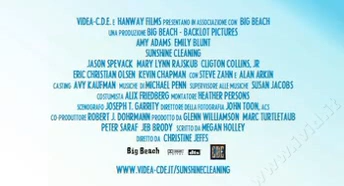 VIDEA-C.D.E. E HANWAY FILMS PRESENTANO IN ASSOCIAZIONE CON BIG BEACH
UNA PRODUZIONE BIG BEACH - BACKLOT PICTURES
AMY ADAMS EMILY BLUNT
SUNSHINE CLEANING
JASON SPEVACK MARY LYNN RAJSKUB CLIFTON COLLINS, JR
ERIC CHRISTIAN OLSEN KEVIN CHAPMAN CON STEVE ZAHN E ALAN ARKIN
CASTING AVY KAUFMAN MUSICHE DI MICHAEL PENN SUPERVISORE ALLE MUSICHE SUSAN JACOBS
COSTUMISTA ALIX FRIEDBERG MONTATORE HEATHER PERSONS
SCENOGRAFO JOSEPH T. GARRITY DIRETTORE DELLA FOTOGRAFIA JOHN TOON, ACS
CO-PRODUTTORE ROBERT J. DOHRMANN PRODOTTO DA GLENN WILLIAMSON MARC TURTLETAUB
PETER SARAF JEB BRODY SCRITTO DA MEGAN HOLLEY
DIRETTO DA CHRISTINE JEFFS
Big Beach dts
WWW.VIDEA-CDE.IT/SUNSHINECLEANING